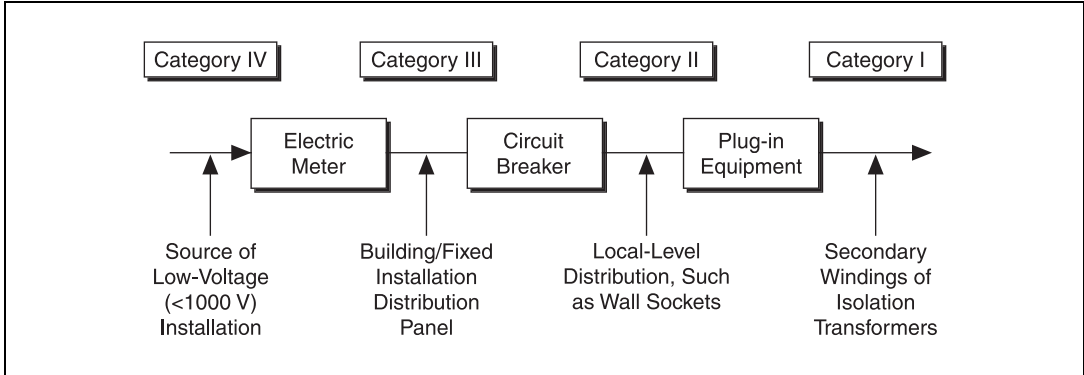 Category IV
Category III
Category II
Category I
Electric
Meter
Circuit
Breaker
Plug-in
Equipment
Source of
Low-Voltage
(<1000 V)
Installation
Building/Fixed
Installation
Distribution
Panel
Local-Level
Distribution, Such
as Wall Sockets
Secondary
Windings of
Isolation
Transformers